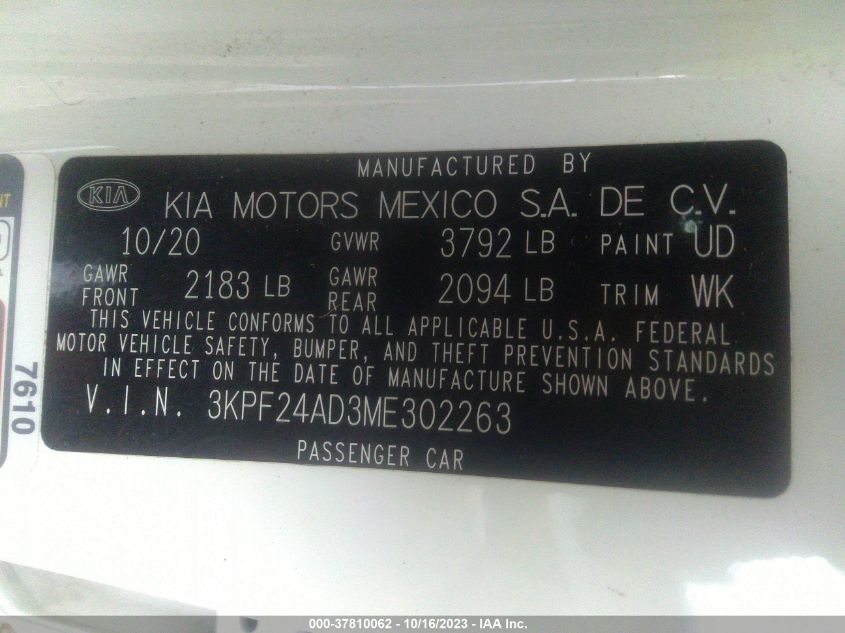 MANUFACTURED BY
KIA KIA MOTORS MEXICO S.A. DE C.V.
10/20 GVWR 3792 LB PAINT UD
GAWR FRONT 2183 LB GAWR REAR 2094 LB TRIM WK
THIS VEHICLE CONFORMS TO ALL APPLICABLE U.S.A. FEDERAL
MOTOR VEHICLE SAFETY, BUMPER, AND THEFT PREVENTION STANDARDS
IN EFFECT ON THE DATE OF MANUFACTURE SHOWN ABOVE.
V.I.N. 3KPF24AD3ME302263
PASSENGER CAR
7610
000-37810062 - 10/16/2023 - IAA Inc.